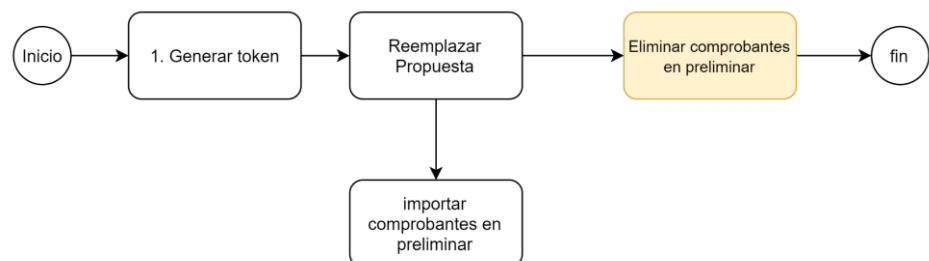 Inicio
1. Generar token
Reemplazar
Propuesta
Eliminar comprobantes
en preliminar
fin
importar
comprobantes en
preliminar